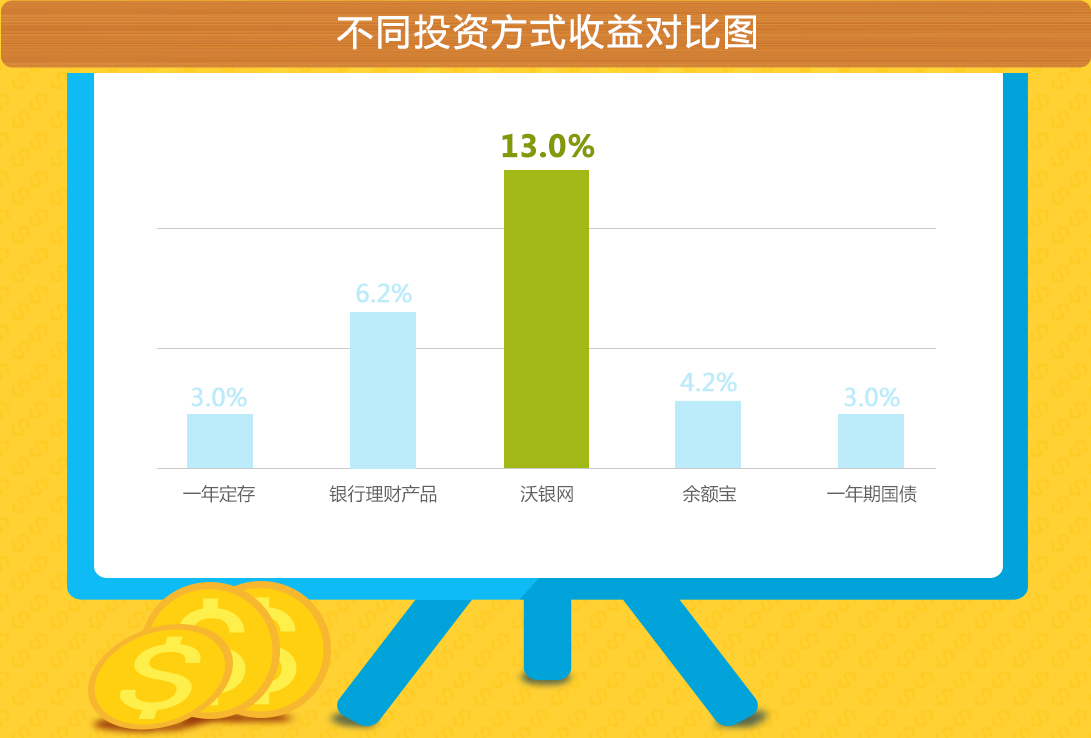 不同投资方式收益对比图
13.0%
6.2%
4.2%
3.0%
3.0%
一年定存
银行理财产品
沃银网
余额宝
一年期国债